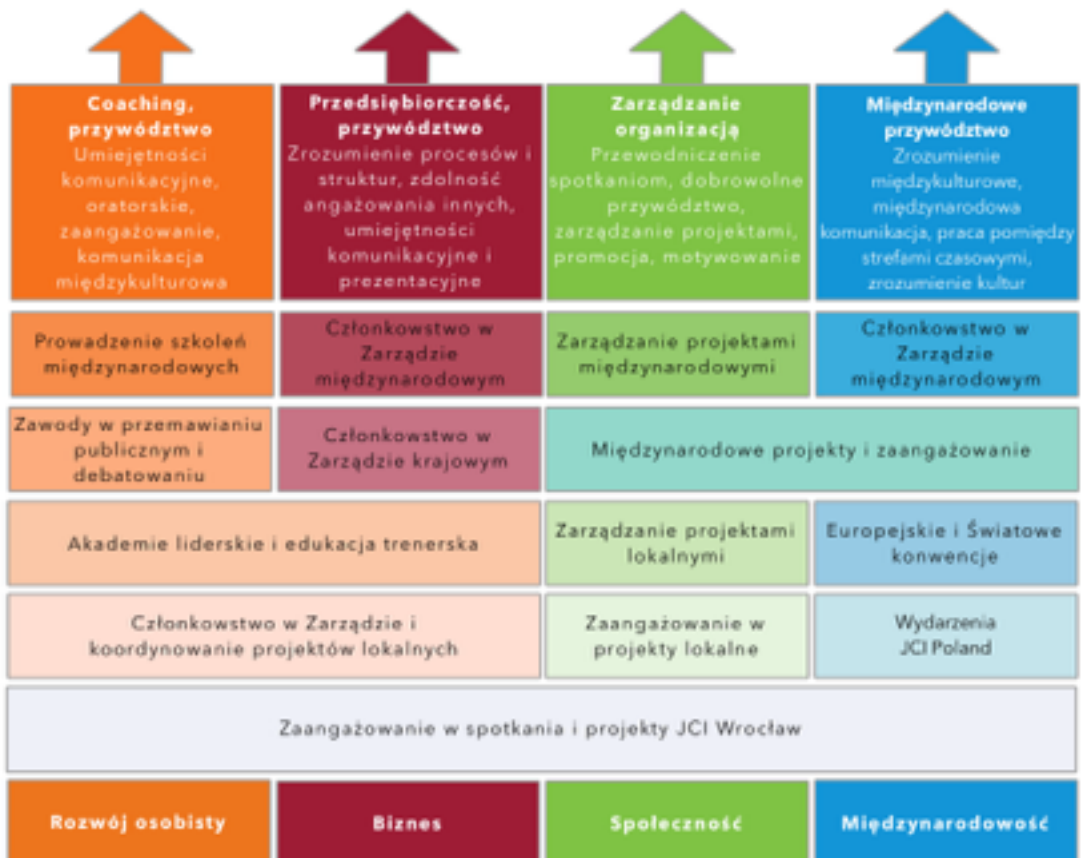 Coaching,
przywództwo
Umiejętności
komunikacyjne,
oratorskie,
zaangażowanie,
komunikacja
międzykulturowa
Przedsiębiorczość,
przywództwo
Zrozumienie procesów i
struktur, zdolność
angażowania innych,
umiejętności
komunikacyjne i
prezentacyjne
Zarządzanie
organizacją
Przewodniczenie
spotkaniom, dobrowolne
przywództwo,
zarządzanie projektami,
promocja, motywowanie
Międzynarodowe
przywództwo
Zrozumienie
międzykulturowe,
międzynarodowa
komunikacja, praca pomiędzy
strefami czasowymi,
zrozumienie kultur
Prowadzenie szkoleń
międzynarodowych
Członkowstwo w
Zarządzie
międzynarodowym
Zarządzanie projektami
międzynarodowymi
Członkowstwo w
Zarządzie
międzynarodowym
Zawody w przemawianiu
publicznym i
debatowaniu
Członkowstwo w
Zarządzie krajowym
Międzynarodowe projekty i zaangażowanie
Akademie liderskie i edukacja trenerska
Zarządzanie projektami
lokalnymi
Europejskie i Światowe
konwencje
Członkowstwo w Zarządzie i
koordynowanie projektów lokalnych
Zaangażowanie w
projekty lokalne
Wydarzenia
JCI Poland
Zaangażowanie w spotkania i projekty JCI Wrocław
Rozwój osobisty
Biznes
Społeczność
Międzynarodowość